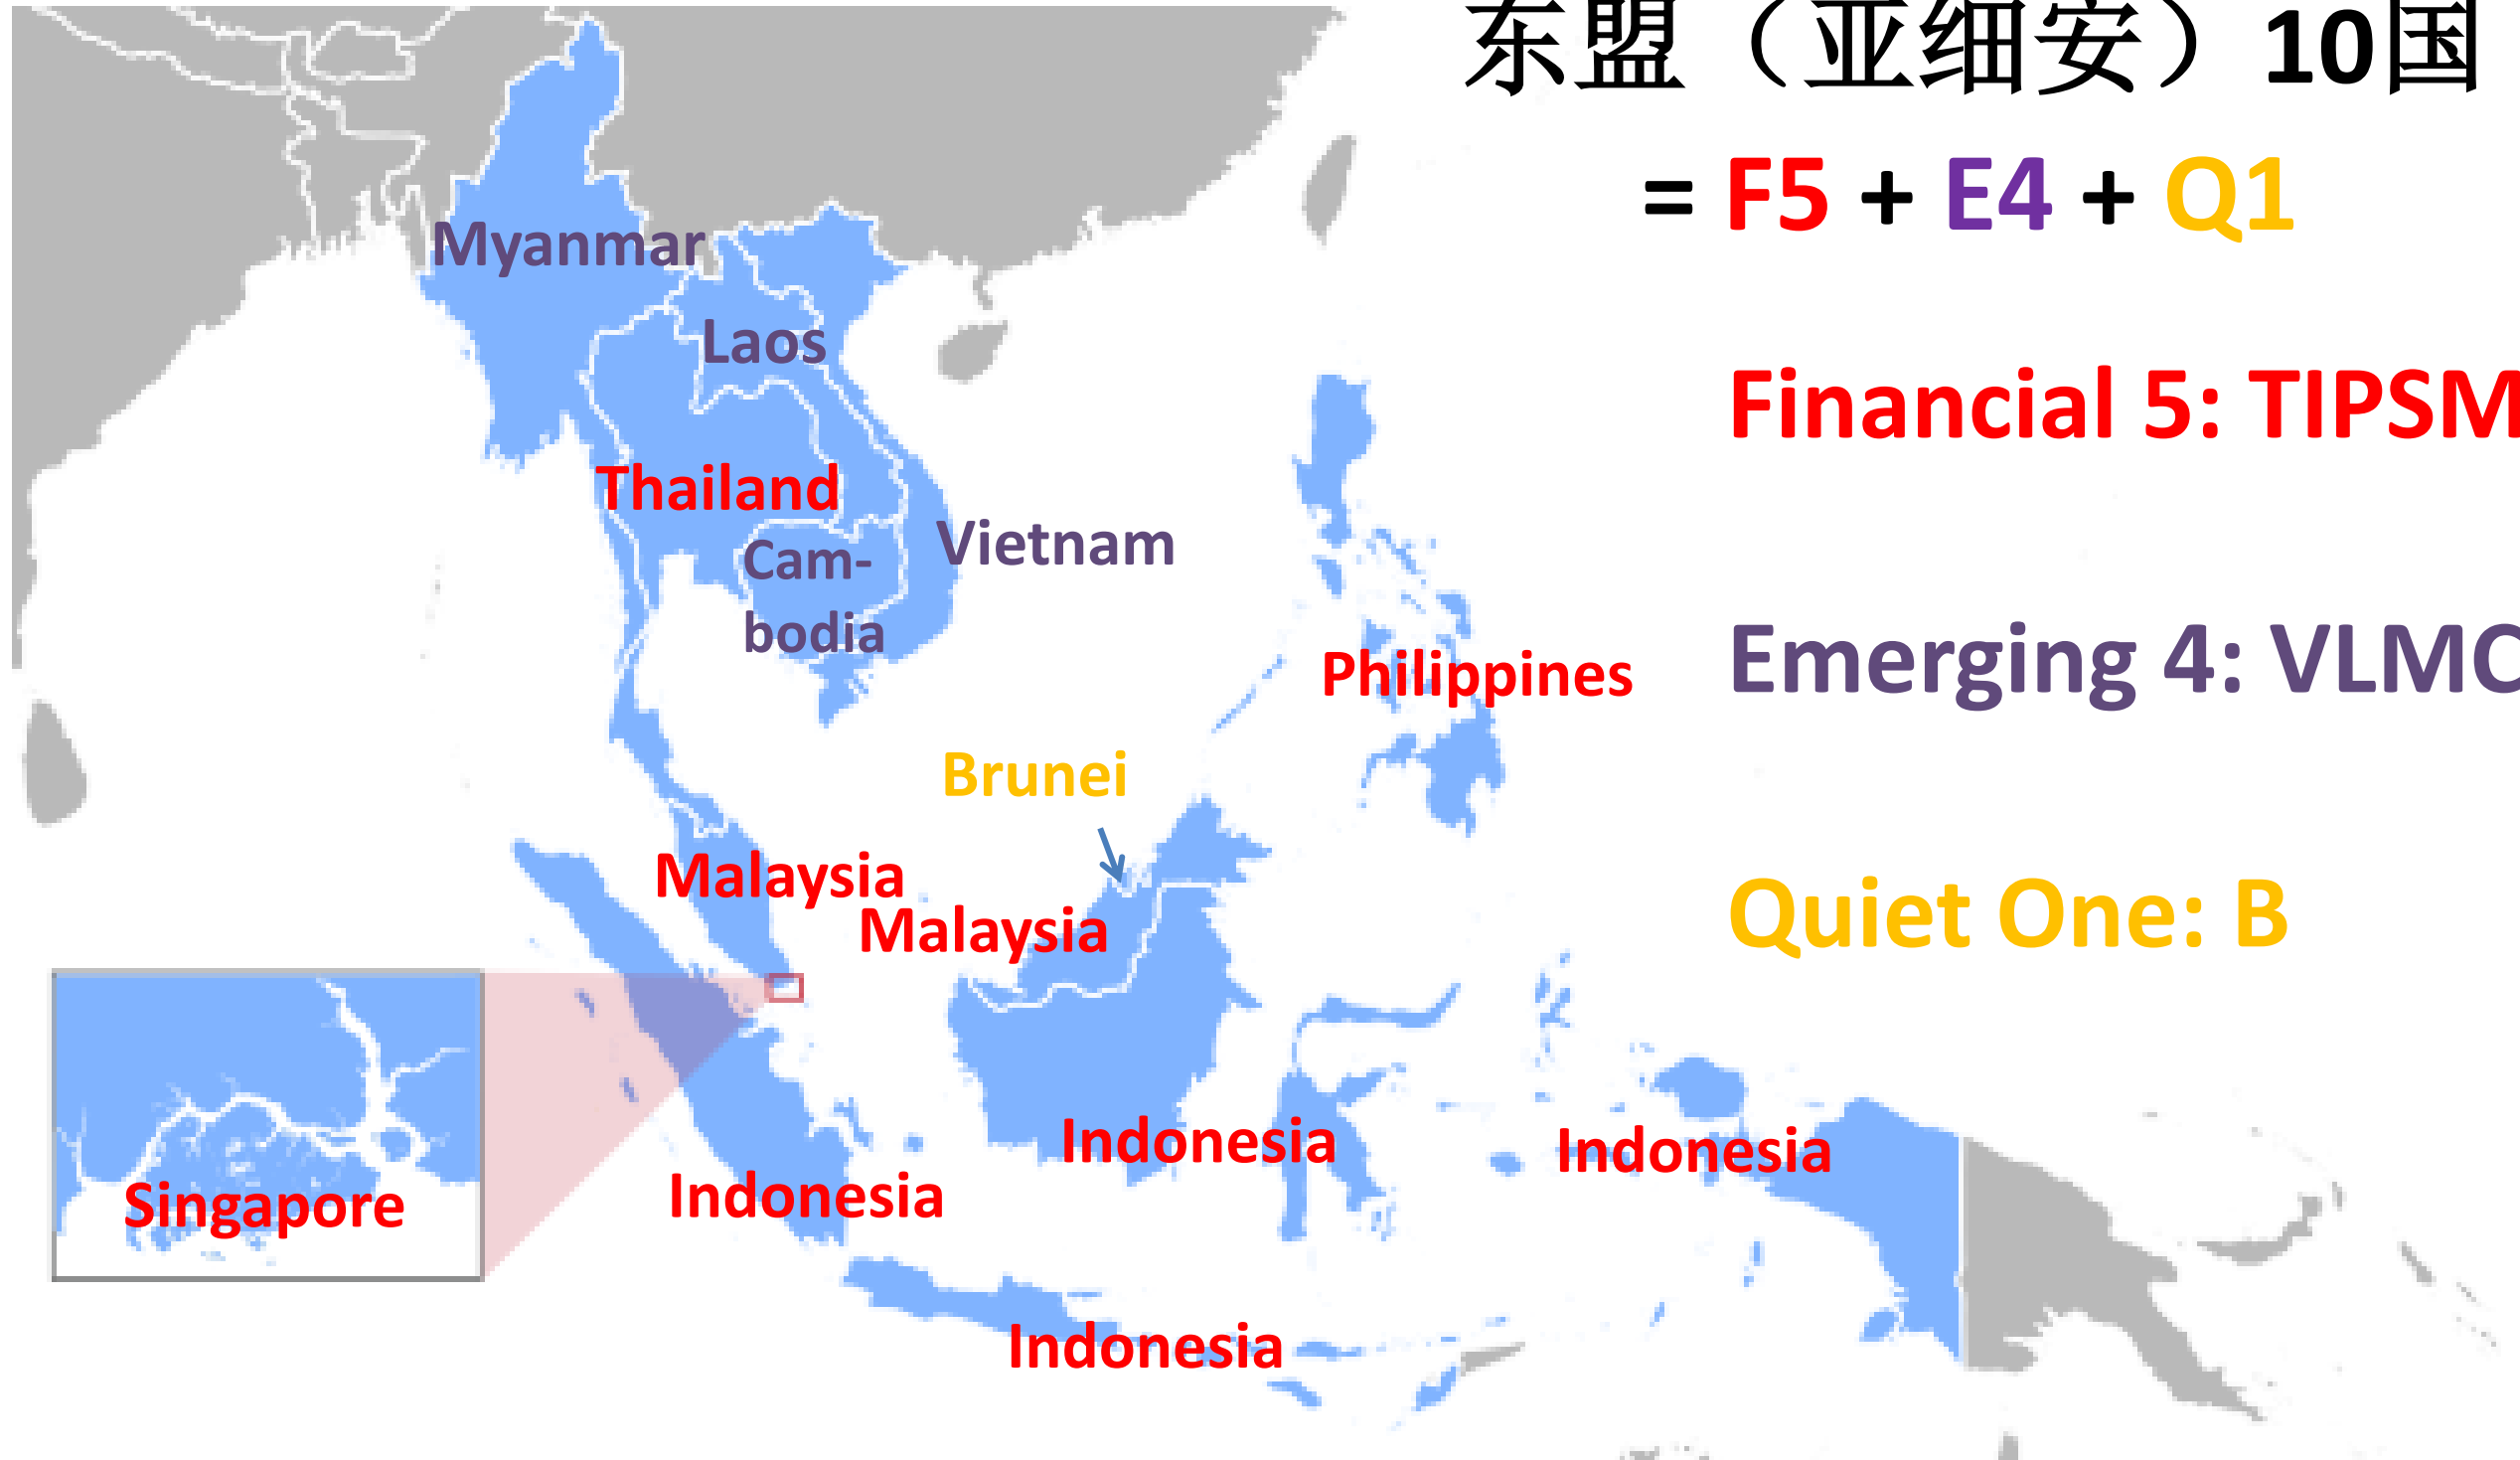 东盟（亚细安）10国
= F5 + E4 + Q1
Myanmar
Laos
Financial 5: TIPSM
Thailand
Vietnam
Cam-
bodia
Philippines
Emerging 4: VLMC
Brunei
Malaysia
Malaysia
Quiet One: B
Singapore
Indonesia
Indonesia
Indonesia
Indonesia